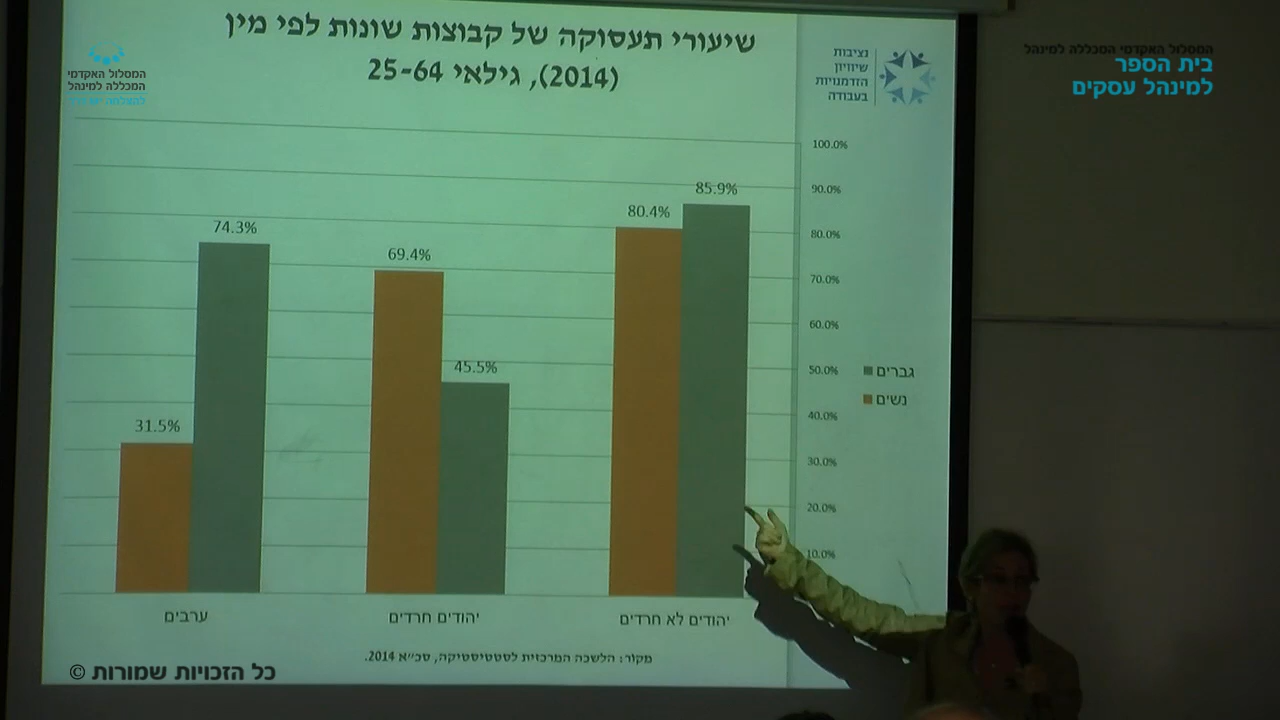 שיעורי תעסוקה של קבוצות שונות לפי מין
(2014), גילאי 25-64
נציבות
שיוויון
הזדמנויות
בעבודה
המסלול האקדמי המכללה למינהל
בית הספר
למינהל עסקים
המסלול האקדמי
המכללה למינהל
100.0%
90.0%
80.0%
70.0%
60.0%
50.0%
40.0%
30.0%
20.0%
10.0%
85.9%
80.4%
45.5%
69.4%
74.3%
31.5%
גברים
נשים
יהודים לא חרדים
יהודים חרדים
ערבים
מקור: הלשכה המרכזית לסטטיסטיקה, סכ״א 2014.
כל הזכויות שמורות ©